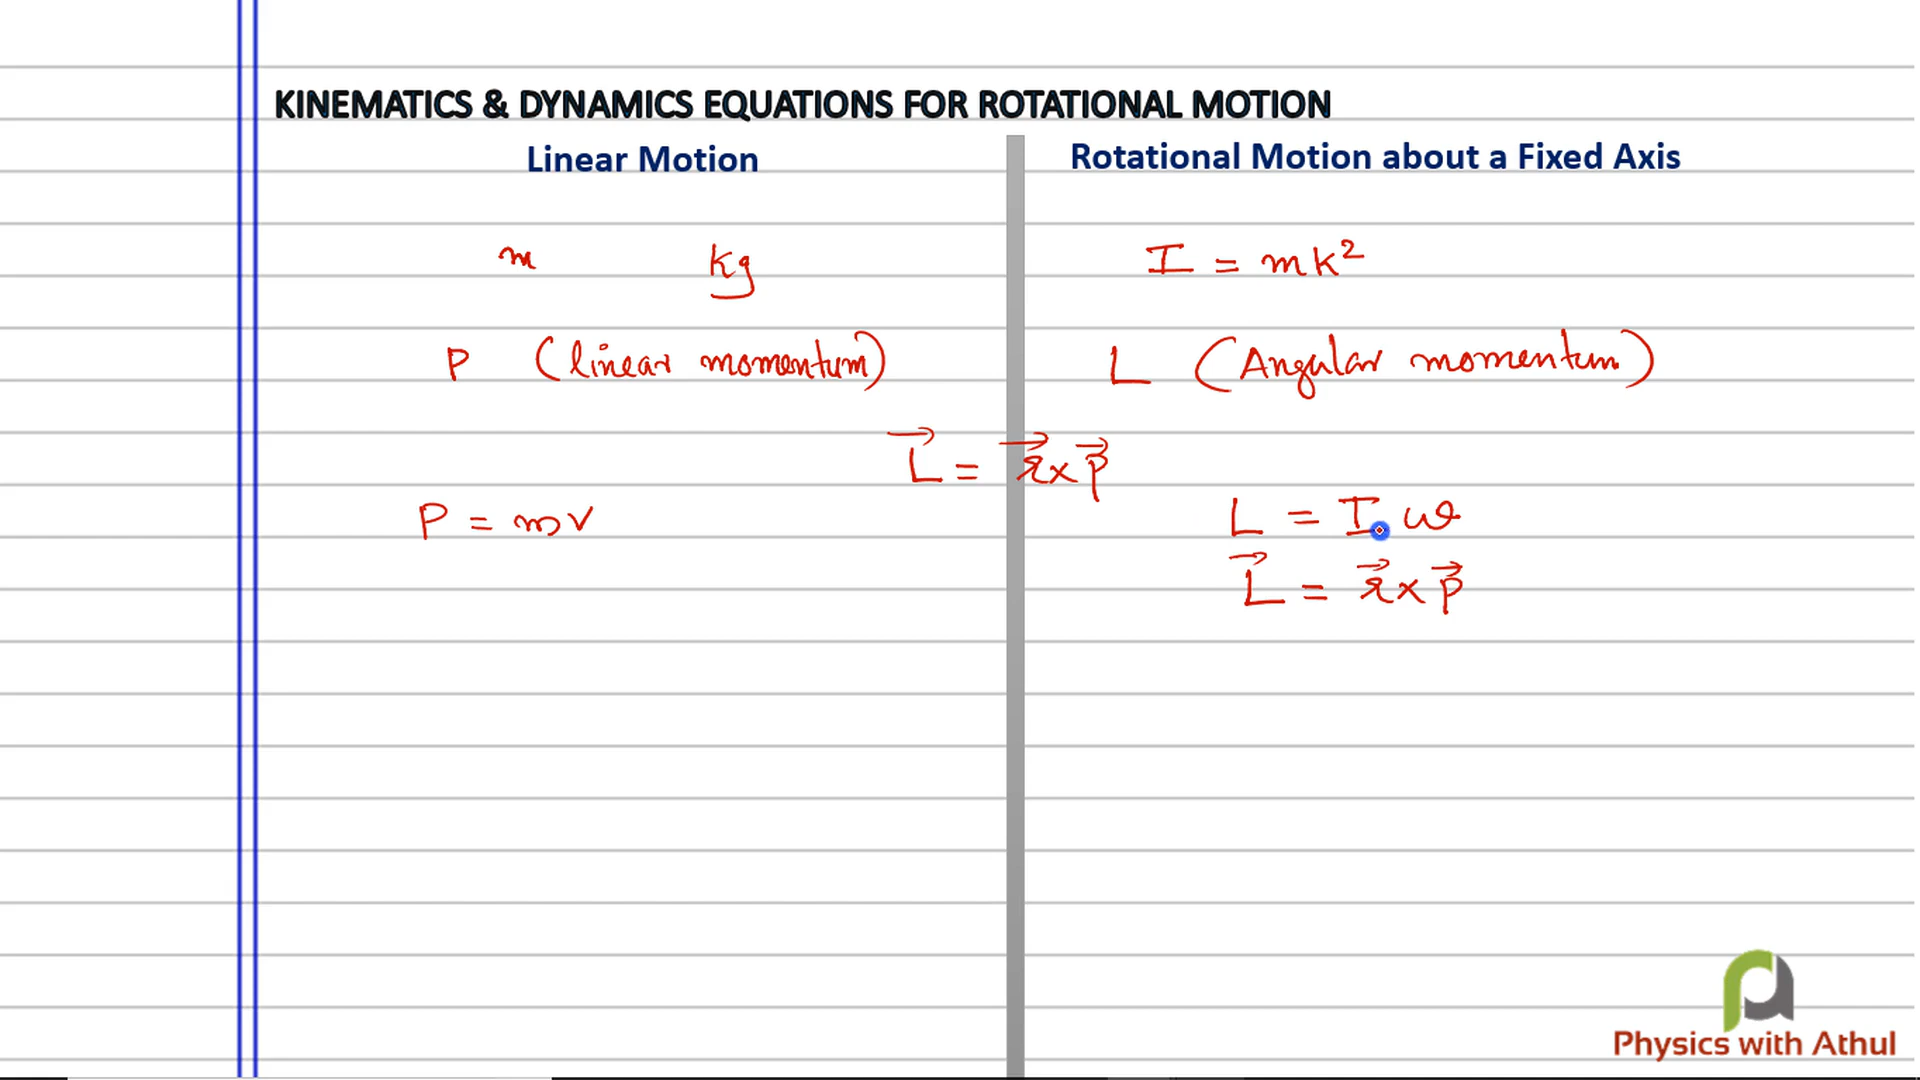 KINEMATICS & DYNAMICS EQUATIONS FOR ROTATIONAL MOTION
Linear Motion
Rotational Motion about a Fixed Axis
m kg
I = mk²
P (linear momentum)
L (Angular momentum)
L⃗ = r⃗ × p⃗
P = mv
L = I ω
L⃗ = r⃗ × p⃗
Physics with Athul